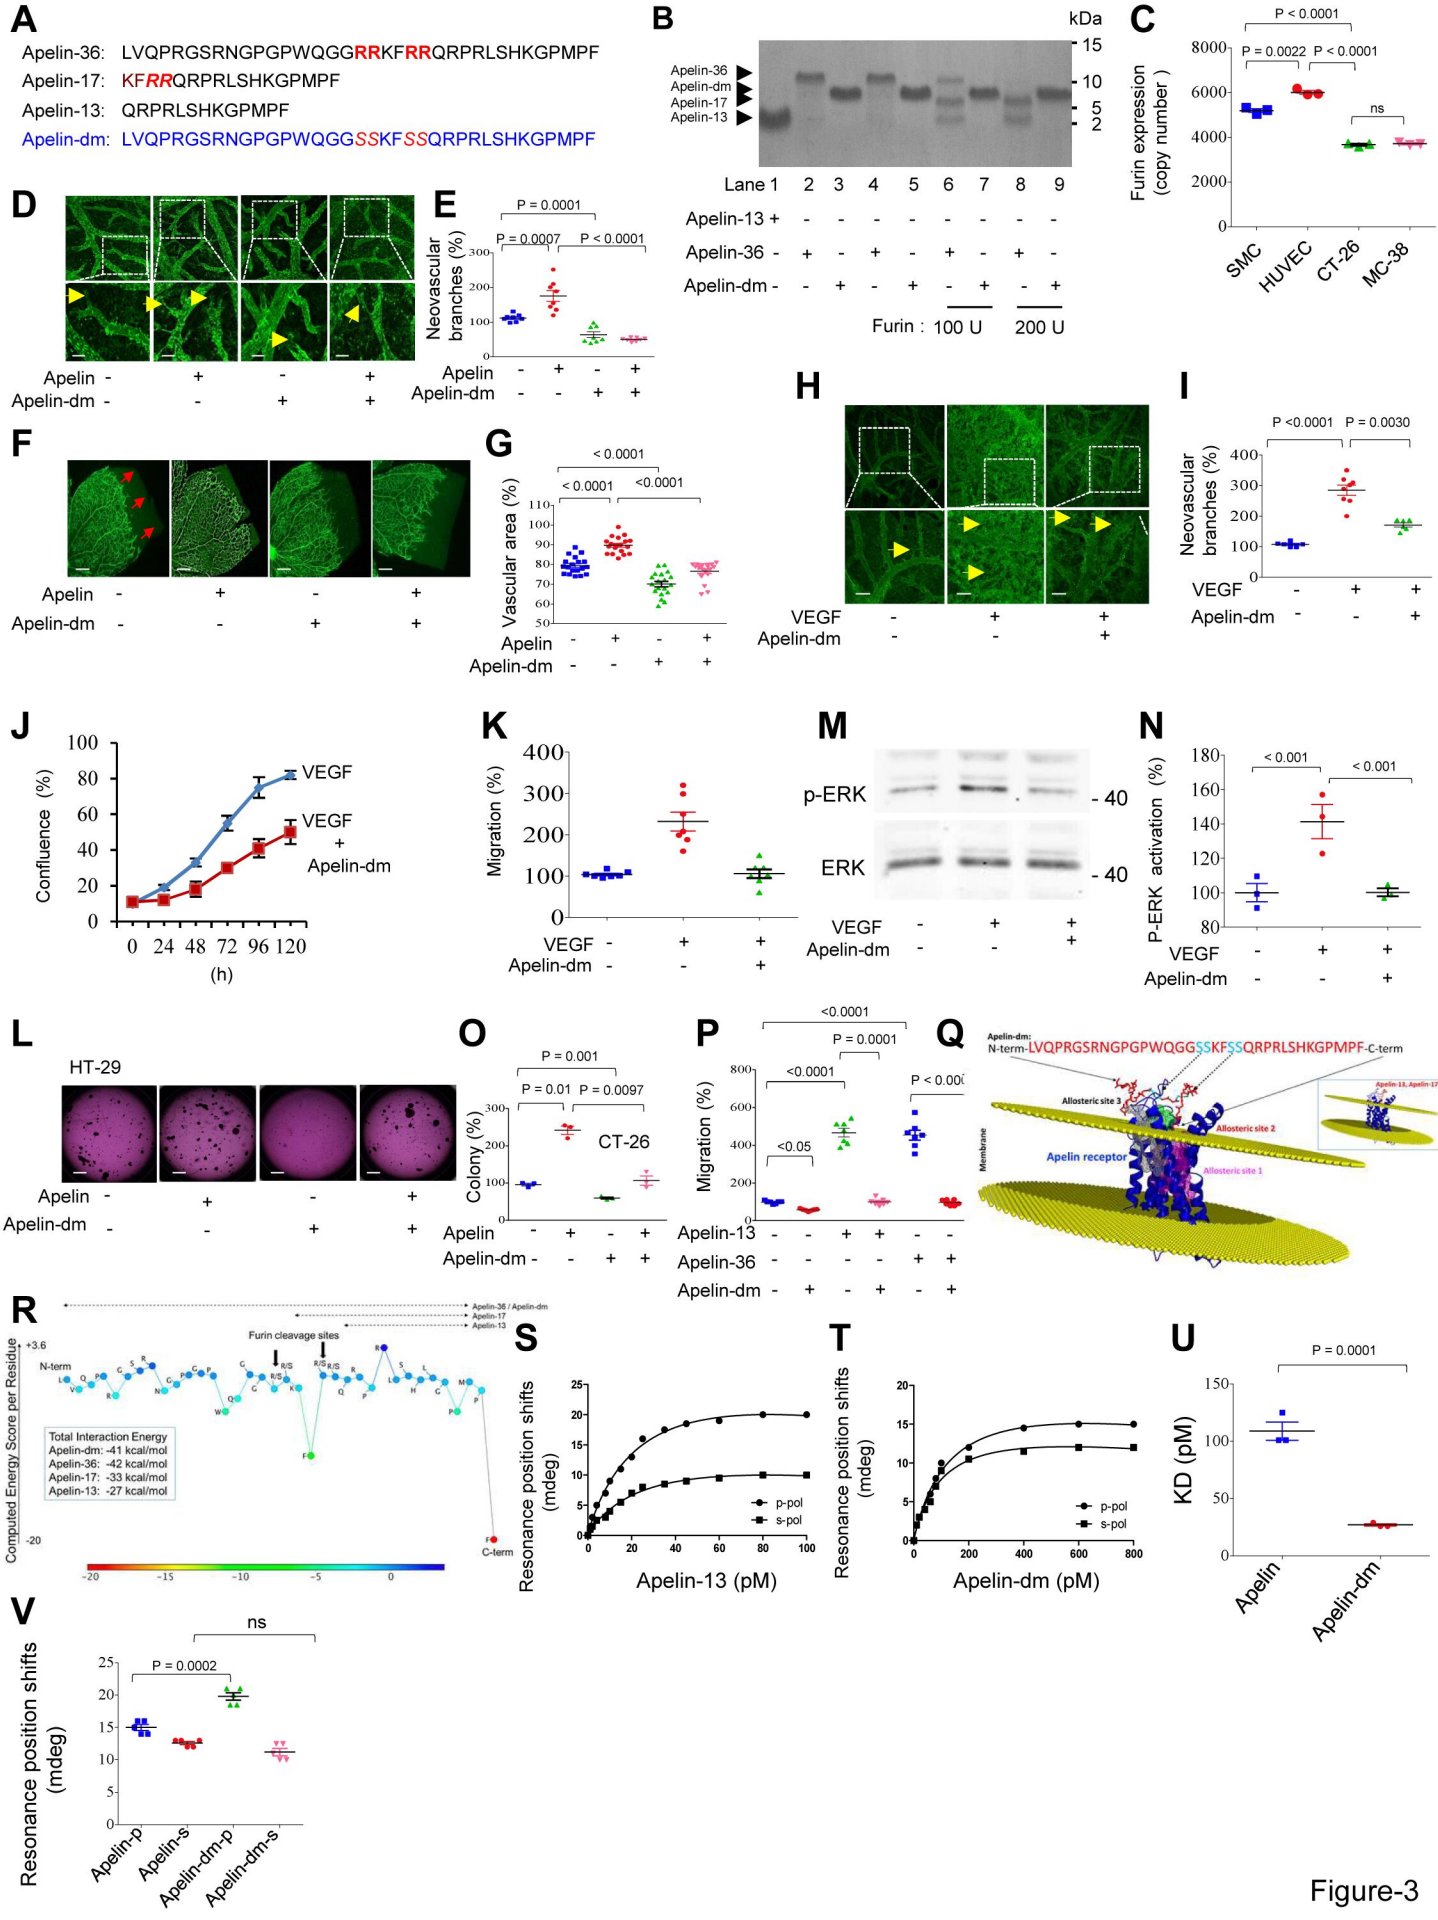 A
Apelin-36: LVQPRGSRNGPGPWQGGRRKFRRQRPRLSHKGPMPF
Apelin-17: KFRRQRPRLSHKGPMPF
Apelin-13: QRPRLSHKGPMPF
Apelin-dm: LVQPRGSRNGPGPWQGGSSKFSSQRPRLSHKGPMPF
B
kDa
Apelin-36
Apelin-dm
Apelin-17
Apelin-13
- 15
- 10
- 5
- 2
Lane 1 2 3 4 5 6 7 8 9
Apelin-13 + - - - - - - - -
Apelin-36 - + - + - + - + -
Apelin-dm - - + - + - + - +
Furin : 100 U 200 U
C
P < 0.0001
P = 0.0022 P < 0.0001
ns
Furin expression
(copy number )
8000
6000
4000
2000
0
SMC
HUVEC
CT-26
MC-38
D
Apelin - + - +
Apelin-dm - - + +
E
P = 0.0001
P = 0.0007 P < 0.0001
Neovascular
branches (%)
300
200
100
0
Apelin - + - +
Apelin-dm - - + +
F
Apelin - + - +
Apelin-dm - - + +
G
< 0.0001
< 0.0001 <0.0001
Vascular area (%)
110
100
90
80
70
60
50
Apelin - + - +
Apelin-dm - - + +
H
VEGF - + +
Apelin-dm - - +
I
P <0.0001 P = 0.0030
Neovascular
branches (%)
400
300
200
100
0
VEGF - + +
Apelin-dm - - +
J
Confluence (%)
100
80
60
40
20
0
0 24 48 72 96 120
(h)
VEGF
VEGF
+
Apelin-dm
K
Migration (%)
400
300
200
100
0
VEGF - + +
Apelin-dm - - +
M
p-ERK
- 40
ERK
- 40
VEGF - + +
Apelin-dm - - +
N
< 0.001
< 0.001
P-ERK activation (%)
180
160
140
120
100
80
VEGF - + +
Apelin-dm - - +
L
HT-29
Apelin - + - +
Apelin-dm - - + +
O
P = 0.001
P = 0.01 P = 0.0097
CT-26
Colony (%)
300
200
100
0
Apelin - + - +
Apelin-dm - - + +
P
<0.0001
P = 0.0001
<0.0001
P < 0.000
<0.05
Migration (%)
800
600
400
200
0
Apelin-13 - - + + - -
Apelin-36 - - - - + +
Apelin-dm - + - + - +
Q
Apelin-dm:
N-term-LVQPRGSRNGPGPWQGGSSKFSSQRPRLSHKGPMPF-C-term
Apelin-13, Apelin-17
Allosteric site 3
Allosteric site 2
Apelin receptor
Allosteric site 1
Membrane
R
Apelin-36 / Apelin-dm
Apelin-17
Apelin-13
Furin cleavage sites
Computed Energy Score per Residue
+3.6
-20
N-term
L V Q P R G S R N G P G P W Q G G R/S R/S K F R/S R/S Q R P R L S H K G P M P F
C-term
Total Interaction Energy
Apelin-dm: -41 kcal/mol
Apelin-36: -42 kcal/mol
Apelin-17: -33 kcal/mol
Apelin-13: -27 kcal/mol
-20 -15 -10 -5 0
S
Resonance position shifts
(mdeg)
25
20
15
10
5
0
p-pol
s-pol
0 20 40 60 80 100
Apelin-13 (pM)
T
Resonance position shifts
(mdeg)
20
15
10
5
0
p-pol
s-pol
0 200 400 600 800
Apelin-dm (pM)
U
P = 0.0001
KD (pM)
150
100
50
0
Apelin
Apelin-dm
V
ns
P = 0.0002
Resonance position shifts
(mdeg)
25
20
15
10
5
0
Apelin-p
Apelin-s
Apelin-dm-p
Apelin-dm-s
Figure-3